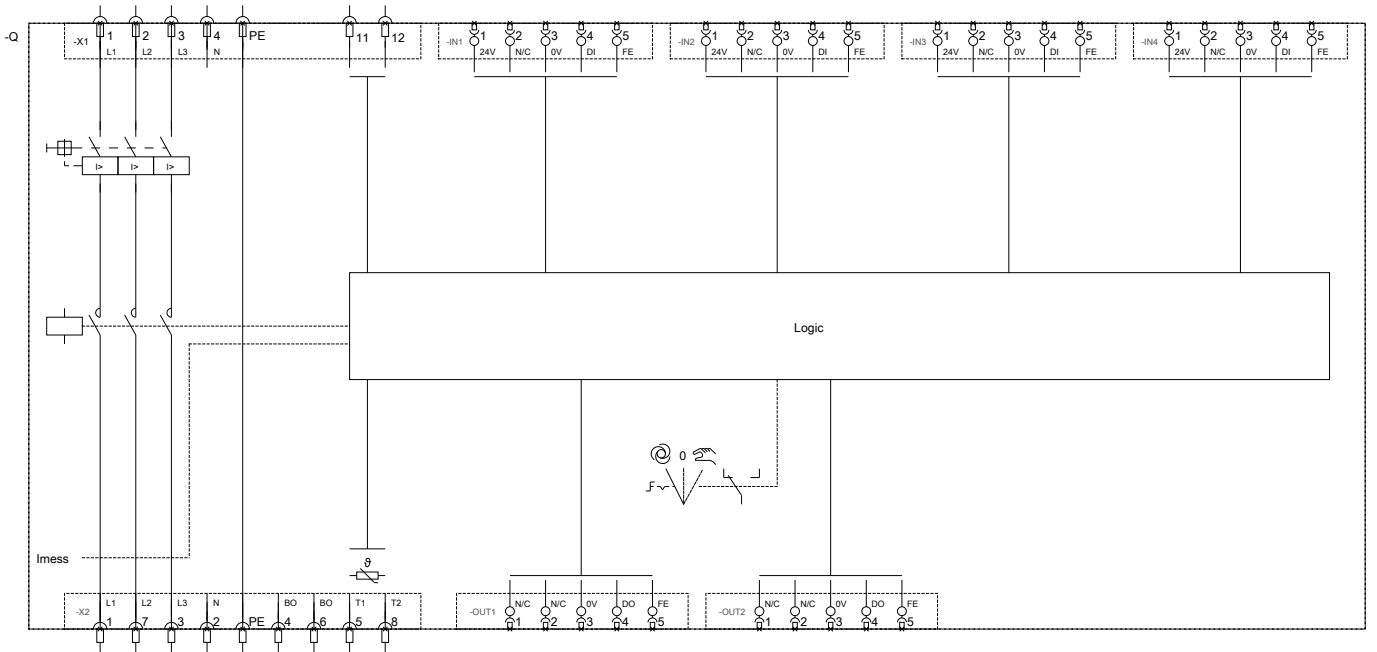 -Q
-X1 1 2 3 4 PE 11 12
L1 L2 L3 N
-IN1 1 2 3 4 5
24V N/C 0V DI FE
-IN2 1 2 3 4 5
24V N/C 0V DI FE
-IN3 1 2 3 4 5
24V N/C 0V DI FE
-IN4 1 2 3 4 5
24V N/C 0V DI FE
I> I> I>
Logic
0
Imess
ϑ
L1 L2 L3 N BO BO T1 T2
-X2 1 7 3 2 PE 4 6 5 8
N/C N/C 0V DO FE
-OUT1 1 2 3 4 5
N/C N/C 0V DO FE
-OUT2 1 2 3 4 5